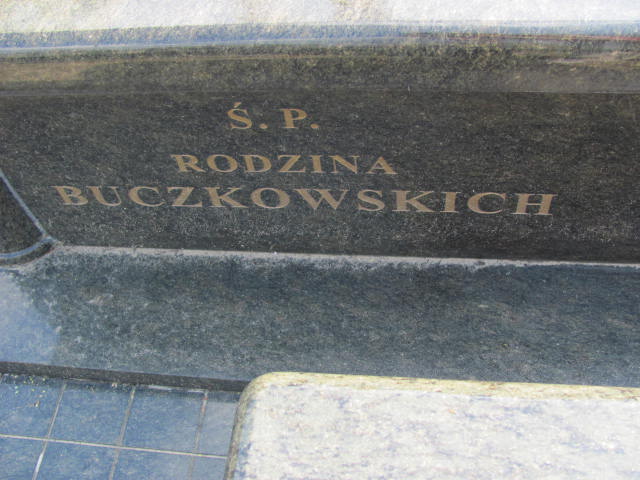 Ś. P.
RODZINA
BUCZKOWSKICH